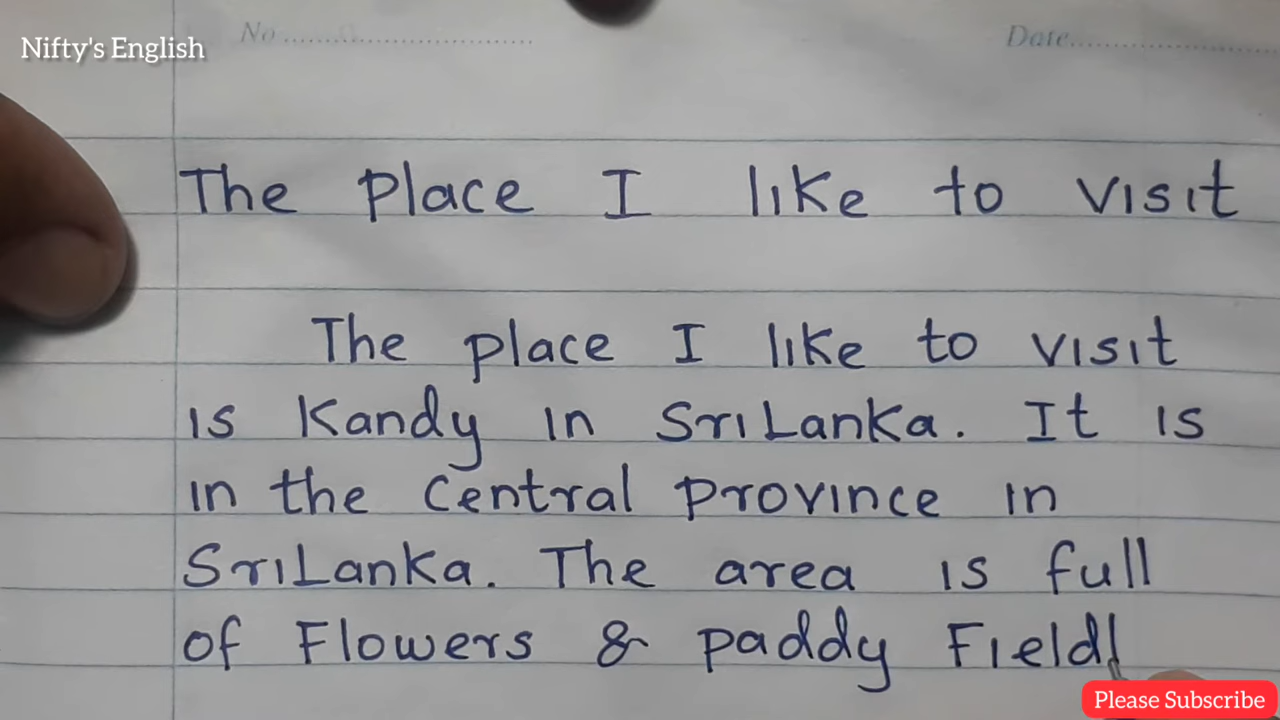 Nifty's English
No
Date
The Place I like to visit
The place I like to visit
is Kandy in SriLanka. It is
in the Central Province in
SriLanka. The area is full
of Flowers & paddy Field
Please Subscribe